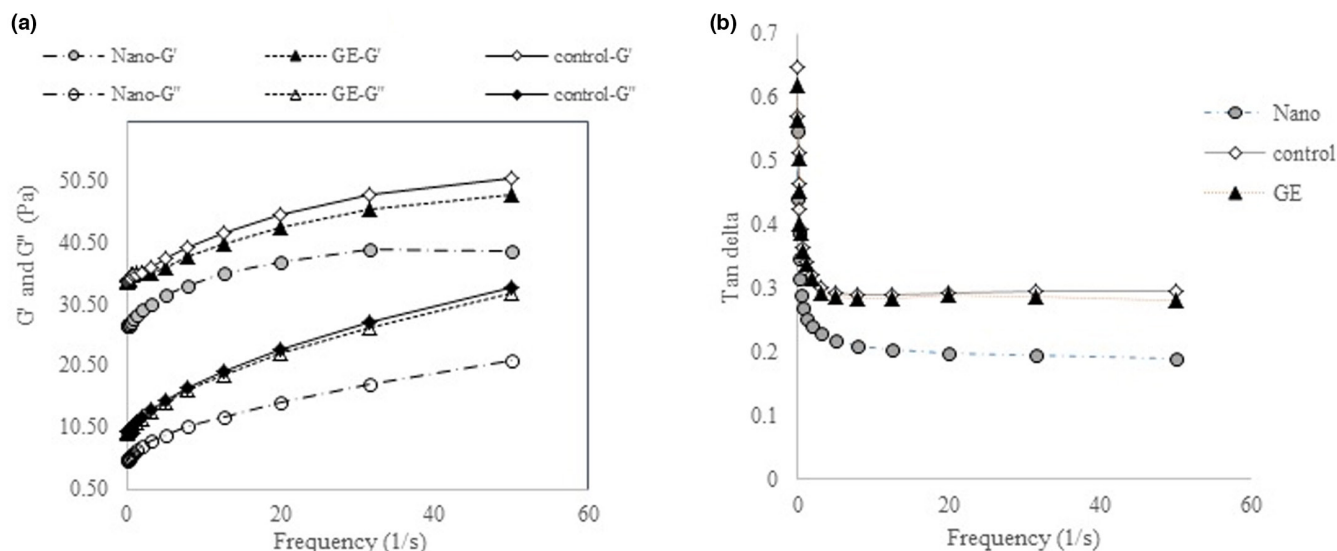 (a)
Nano-G' GE-G' control-G'
Nano-G'' GE-G'' control-G''
G' and G'' (Pa)
50.50
40.50
30.50
20.50
10.50
0.50
0 20 40 60
Frequency (1/s)
(b)
Tan delta
0.7
0.6
0.5
0.4
0.3
0.2
0.1
0
0 20 40 60
Frequency (1/s)
Nano
control
GE